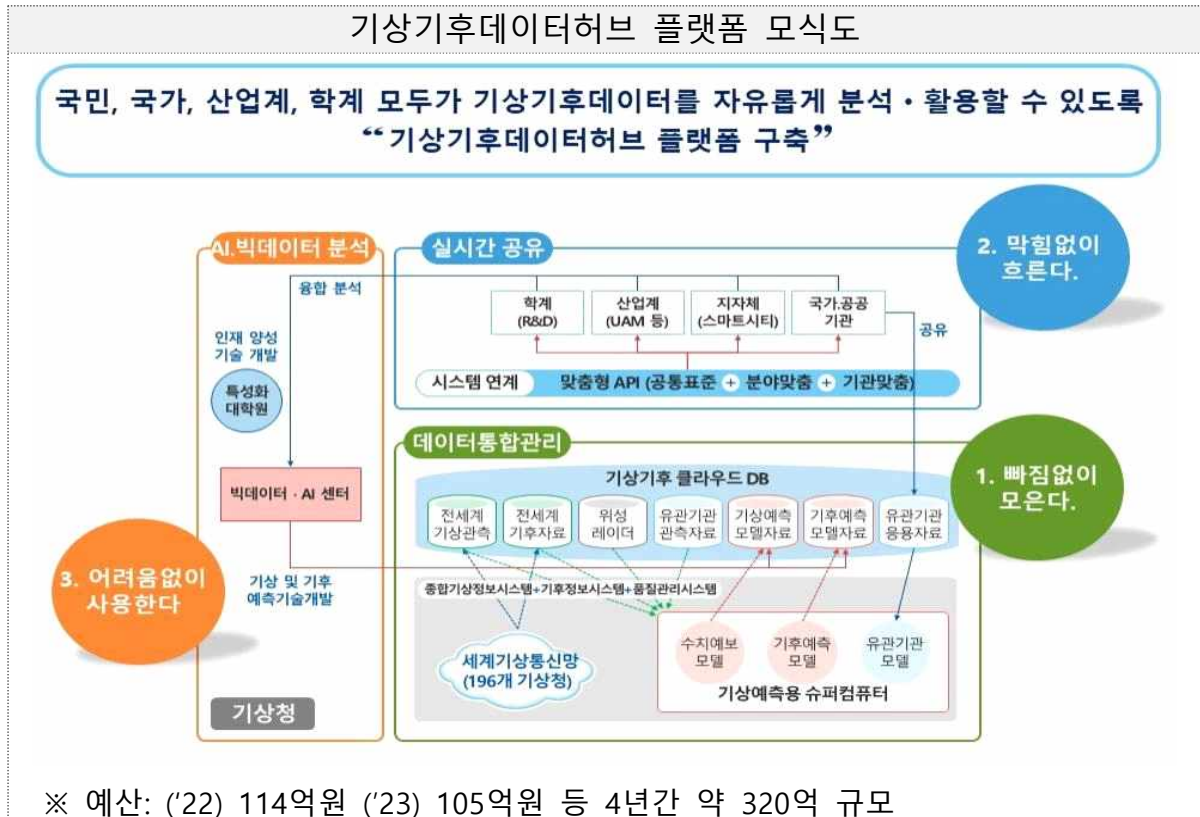 기상기후데이터허브 플랫폼 모식도
국민, 국가, 산업계, 학계 모두가 기상기후데이터를 자유롭게 분석・활용할 수 있도록
“기상기후데이터허브 플랫폼 구축”
AI.빅데이터 분석
융합 분석
인재 양성
기술 개발
특성화
대학원
빅데이터 · AI 센터
기상 및 기후
예측기술개발
기상청
실시간 공유
학계
(R&D)
산업계
(UAM 등)
지자체
(스마트시티)
국가.공공
기관
공유
시스템 연계
맞춤형 API (공통표준 + 분야맞춤 + 기관맞춤)
2. 막힘없이
흐른다.
데이터통합관리
기상기후 클라우드 DB
전세계
기상관측
전세계
기후자료
위성
레이더
유관기관
관측자료
기상예측
모델자료
기후예측
모델자료
유관기관
응용자료
종합기상정보시스템+기후정보시스템+품질관리시스템
세계기상통신망
(196개 기상청)
수치예보
모델
기후예측
모델
유관기관
모델
기상예측용 슈퍼컴퓨터
1. 빠짐없이
모은다.
3. 어려움없이
사용한다
※ 예산: ('22) 114억원 ('23) 105억원 등 4년간 약 320억 규모